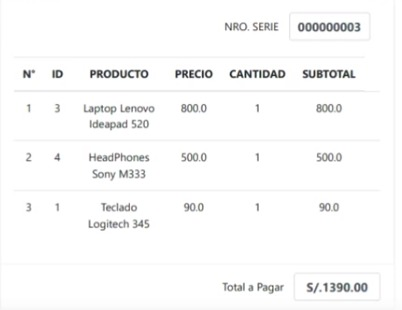 NRO. SERIE 000000003
N° ID PRODUCTO PRECIO CANTIDAD SUBTOTAL
1 3 Laptop Lenovo Ideapad 520 800.0 1 800.0
2 4 HeadPhones Sony M333 500.0 1 500.0
3 1 Teclado Logitech 345 90.0 1 90.0
Total a Pagar S/.1390.00